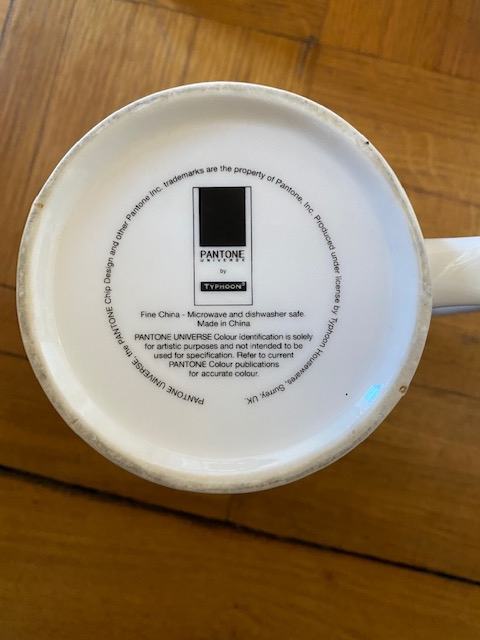 PANTONE UNIVERSE, the PANTONE Chip Design and other Pantone Inc. trademarks are the property of Pantone, Inc. Produced under license by Typhoon Housewares, Surrey, UK.
PANTONE
UNIVERSE
by
TYPHOON®
Fine China - Microwave and dishwasher safe.
Made in China
PANTONE UNIVERSE Colour identification is solely
for artistic purposes and not intended to be
used for specification. Refer to current
PANTONE Colour publications
for accurate colour.